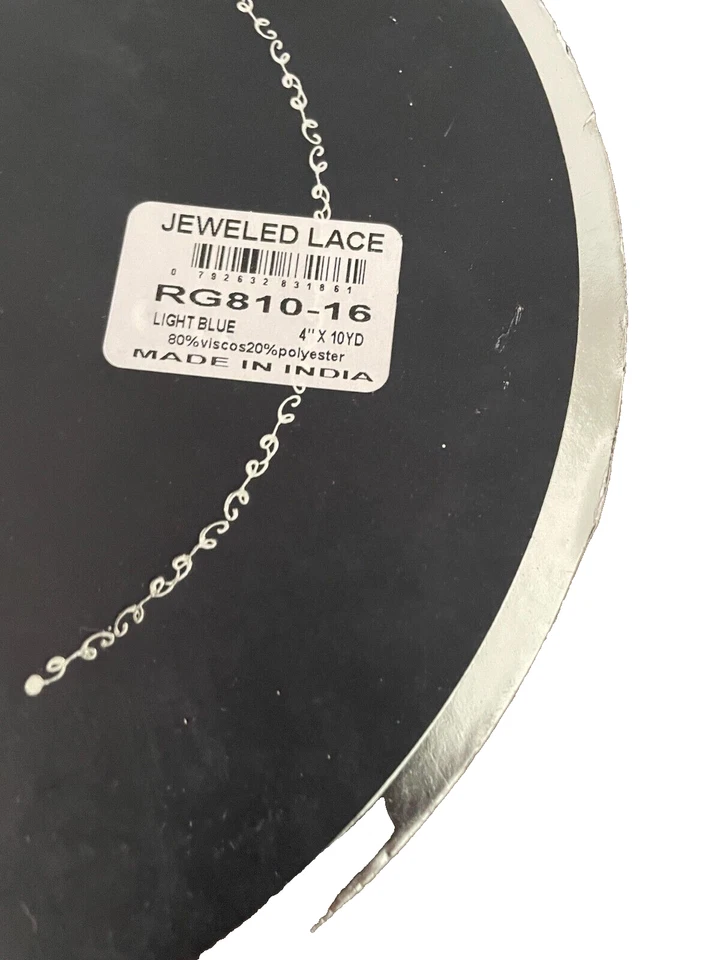 JEWELED LACE
0 792632 831861
RG810-16
LIGHT BLUE 4" X 10YD
80%viscos20%polyester
MADE IN INDIA